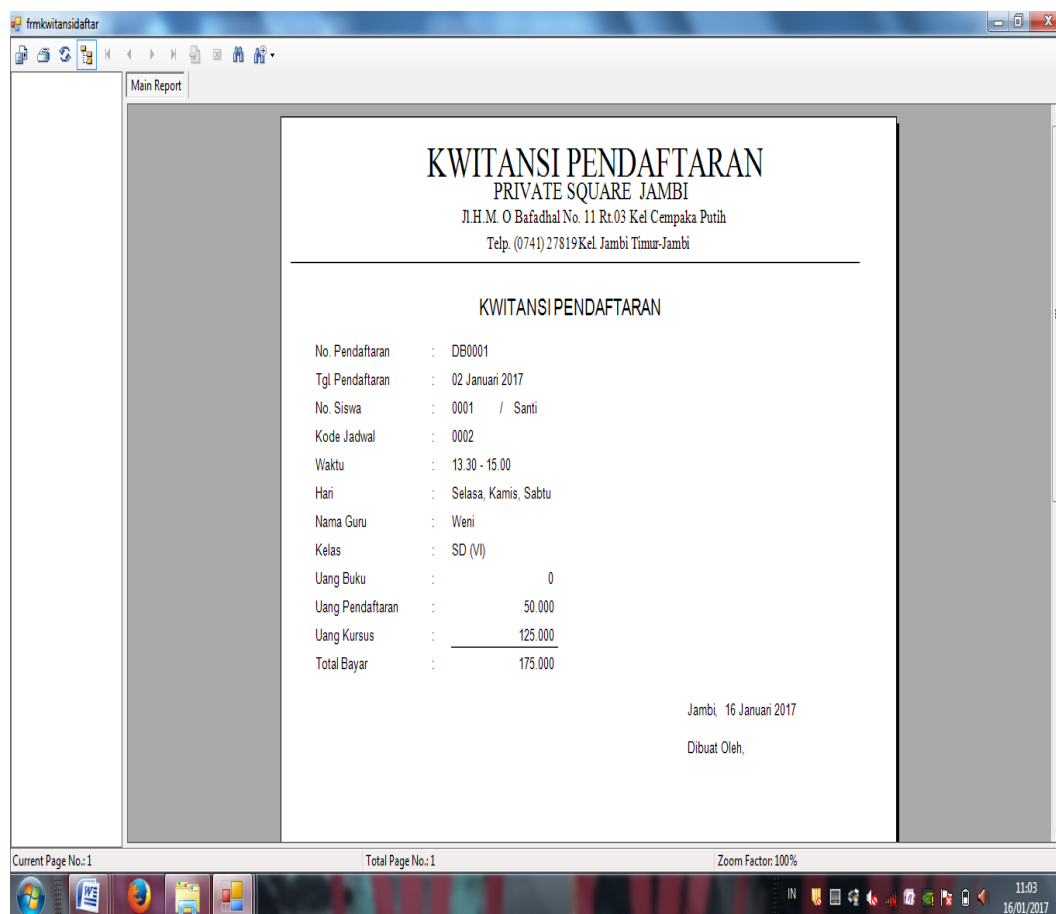 frmkwitansidaftar
Main Report
KWITANSI PENDAFTARAN
PRIVATE SQUARE JAMBI
Jl.H.M. O Bafadhal No. 11 Rt.03 Kel Cempaka Putih
Telp. (0741) 27819 Kel. Jambi Timur-Jambi
KWITANSI PENDAFTARAN
No. Pendaftaran : DB0001
Tgl Pendaftaran : 02 Januari 2017
No. Siswa : 0001 / Santi
Kode Jadwal : 0002
Waktu : 13.30 - 15.00
Hari : Selasa, Kamis, Sabtu
Nama Guru : Weni
Kelas : SD (VI)
Uang Buku : 0
Uang Pendaftaran : 50.000
Uang Kursus : 125.000
Total Bayar : 175.000
Jambi, 16 Januari 2017
Dibuat Oleh,
Current Page No.: 1 Total Page No.: 1 Zoom Factor: 100%
IN 11:03
16/01/2017